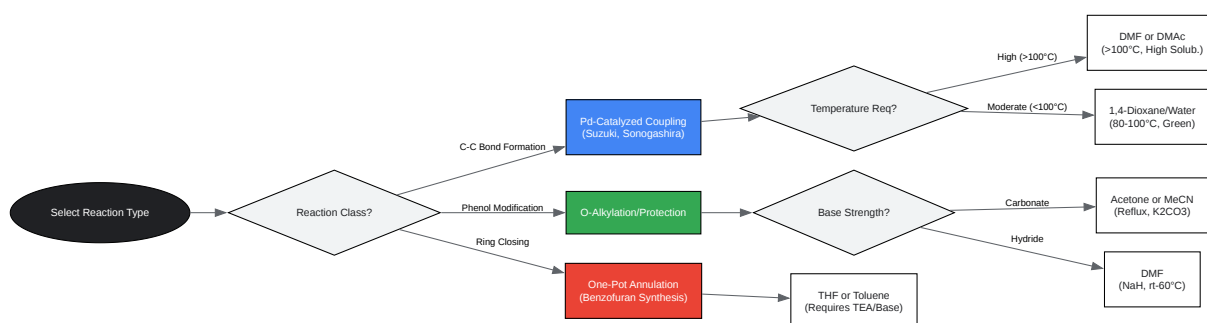 Select Reaction Type
Reaction Class?
C-C Bond Formation
Phenol Modification
Ring Closing
Pd-Catalyzed Coupling
(Suzuki, Sonogashira)
O-Alkylation/Protection
One-Pot Annulation
(Benzofuran Synthesis)
Temperature Req?
High (>100°C)
Moderate (<100°C)
DMF or DMAc
(>100°C, High Solub.)
1,4-Dioxane/Water
(80-100°C, Green)
Base Strength?
Carbonate
Hydride
Acetone or MeCN
(Reflux, K2CO3)
DMF
(NaH, rt-60°C)
THF or Toluene
(Requires TEA/Base)